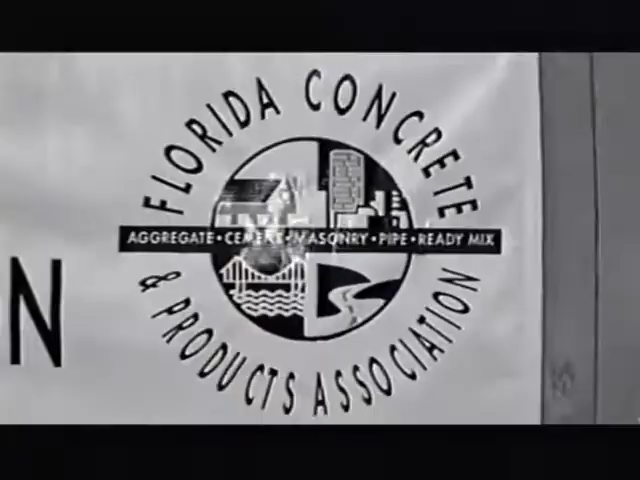 FLORIDA CONCRETE
AGGREGATE • CEMENT • MASONRY • PIPE • READY MIX
& PRODUCTS ASSOCIATION
N